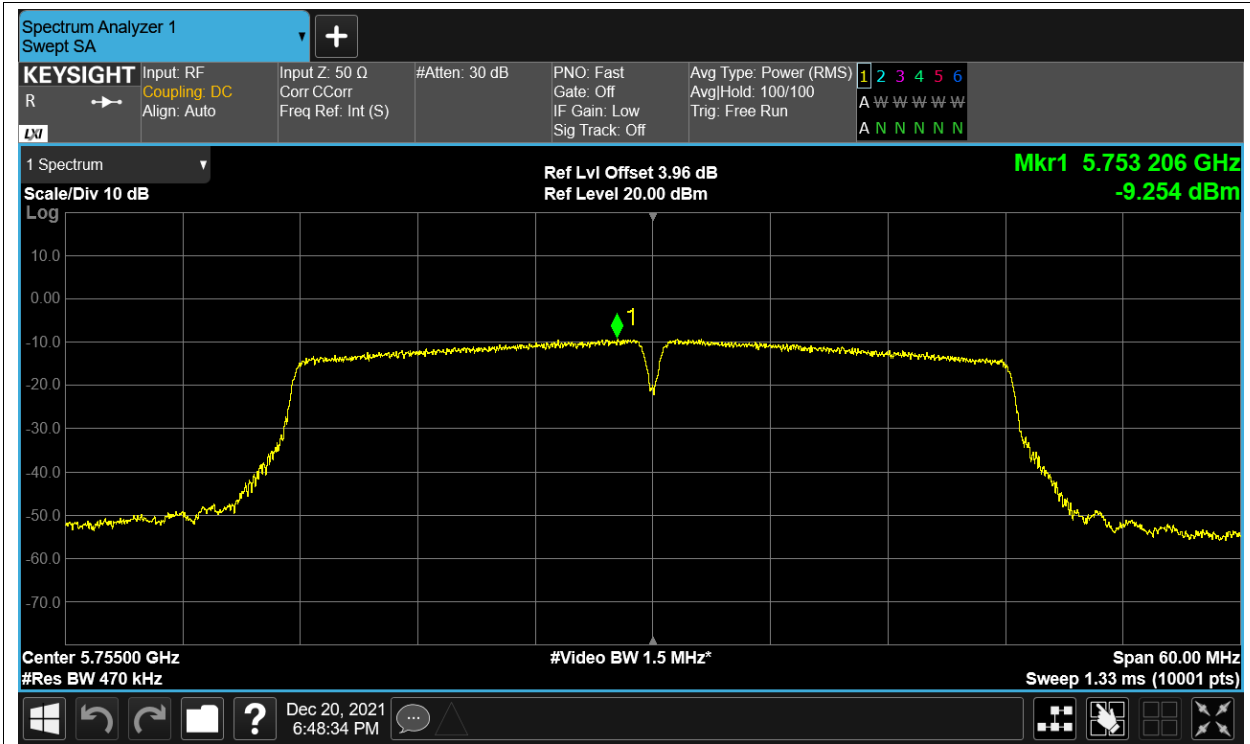 Spectrum Analyzer 1
Swept SA
+
KEYSIGHT
R
LXI
Input: RF
Coupling: DC
Align: Auto
Input Z: 50 Ω
Corr CCorr
Freq Ref: Int (S)
#Atten: 30 dB
PNO: Fast
Gate: Off
IF Gain: Low
Sig Track: Off
Avg Type: Power (RMS)
Avg|Hold: 100/100
Trig: Free Run
1 2 3 4 5 6
A W W W W W
A N N N N N
1 Spectrum
Scale/Div 10 dB
Log
Ref Lvl Offset 3.96 dB
Ref Level 20.00 dBm
Mkr1 5.753 206 GHz
-9.254 dBm
10.0
0.00
-10.0
-20.0
-30.0
-40.0
-50.0
-60.0
-70.0
1
Center 5.75500 GHz
#Res BW 470 kHz
#Video BW 1.5 MHz*
Span 60.00 MHz
Sweep 1.33 ms (10001 pts)
?
Dec 20, 2021
6:48:34 PM